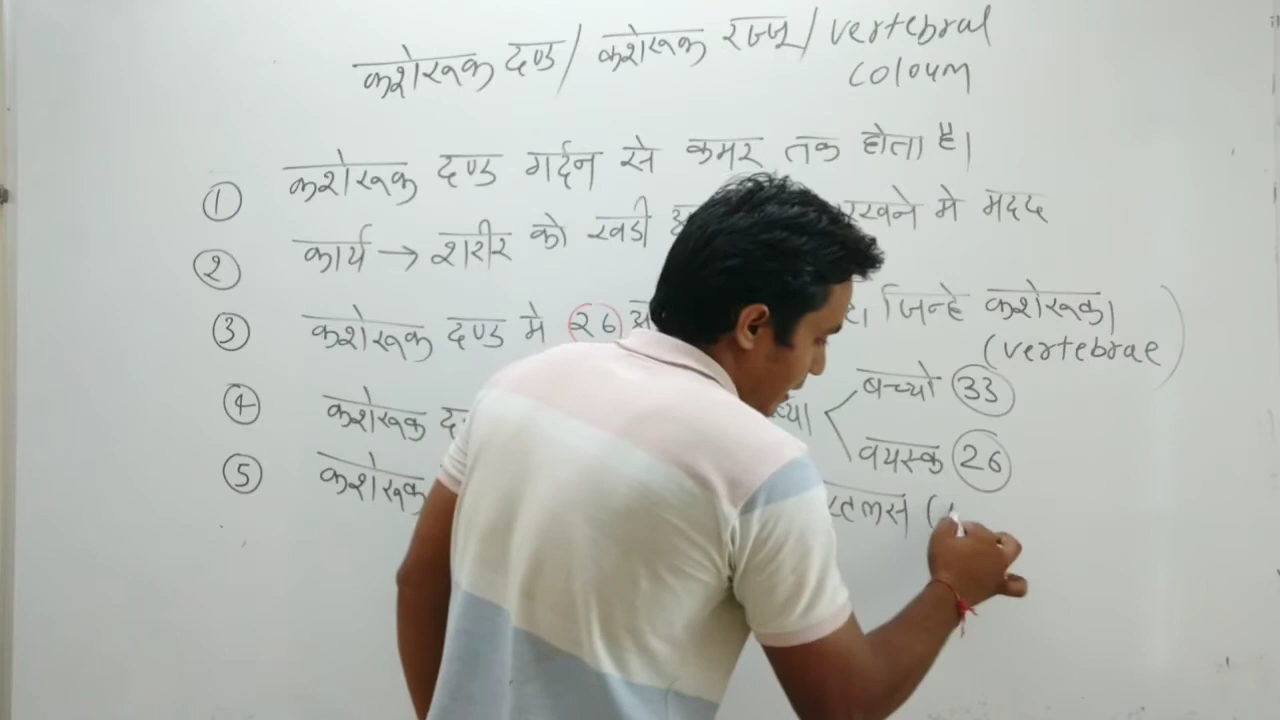 कशेरूक दण्ड / कशेरूक रज्जू / vertebral
coloum
① कशेरूक दण्ड गर्दन से कमर तक होता है।
② कार्य → शरीर को खडी रखने मे मदद
③ कशेरूक दण्ड मे 26 जिन्हे कशेरूका
(vertebrae)
④ कशेरूक बच्चो 33
वयस्क 26
⑤ कशेरूक